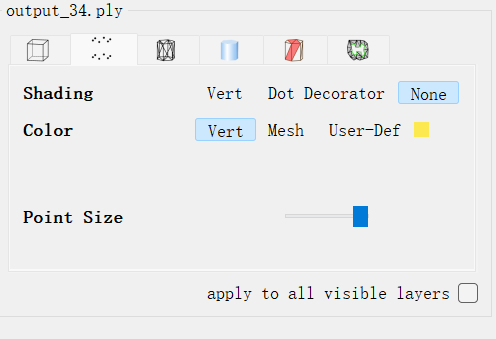 output_34.ply
Shading Vert Dot Decorator None
Color Vert Mesh User-Def
Point Size
apply to all visible layers